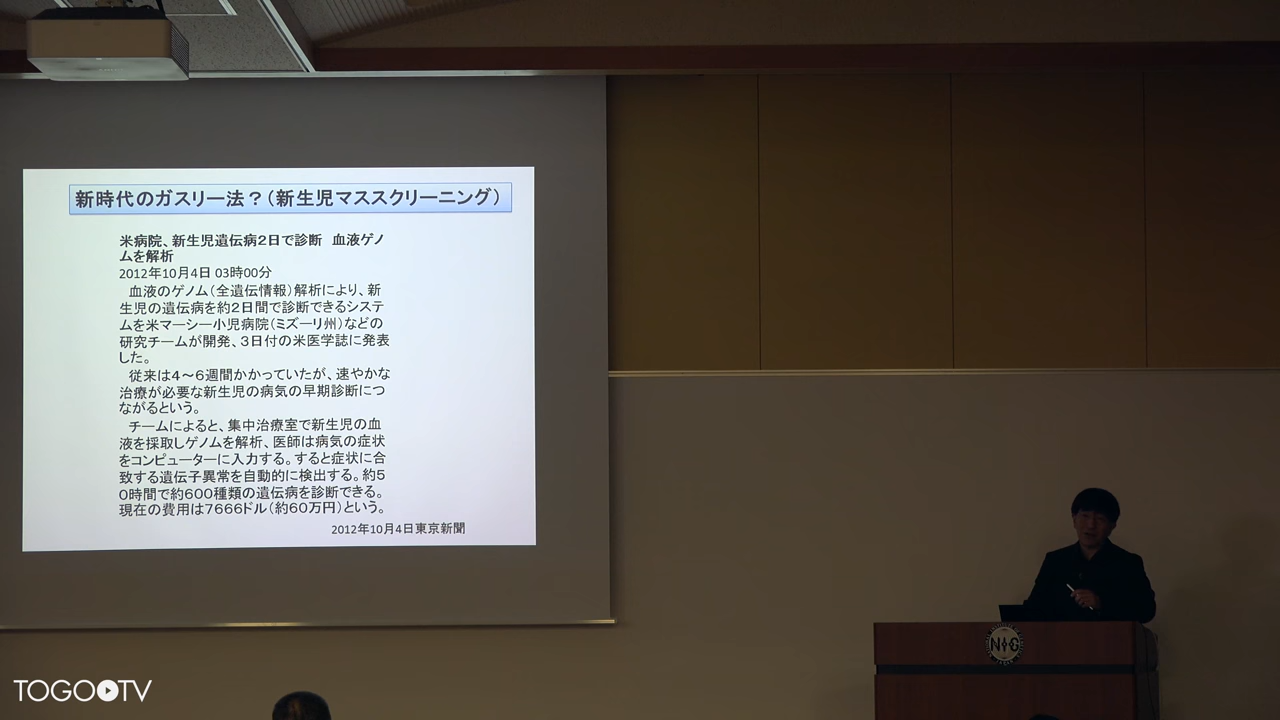 新時代のガスリー法？（新生児マススクリーニング）
米病院、新生児遺伝病２日で診断　血液ゲノ
ムを解析
2012年10月4日 03時00分
血液のゲノム（全遺伝情報）解析により、新
生児の遺伝病を約２日間で診断できるシステ
ムを米マーシー小児病院（ミズーリ州）などの
研究チームが開発、３日付の米医学誌に発表
した。
従来は４～６週間かかっていたが、速やかな
治療が必要な新生児の病気の早期診断につ
ながるという。
チームによると、集中治療室で新生児の血
液を採取しゲノムを解析、医師は病気の症状
をコンピューターに入力する。すると症状に合
致する遺伝子異常を自動的に検出する。約５
０時間で約６００種類の遺伝病を診断できる。
現在の費用は７６６６ドル（約６０万円）という。
2012年10月4日東京新聞
NIG
TOGO TV